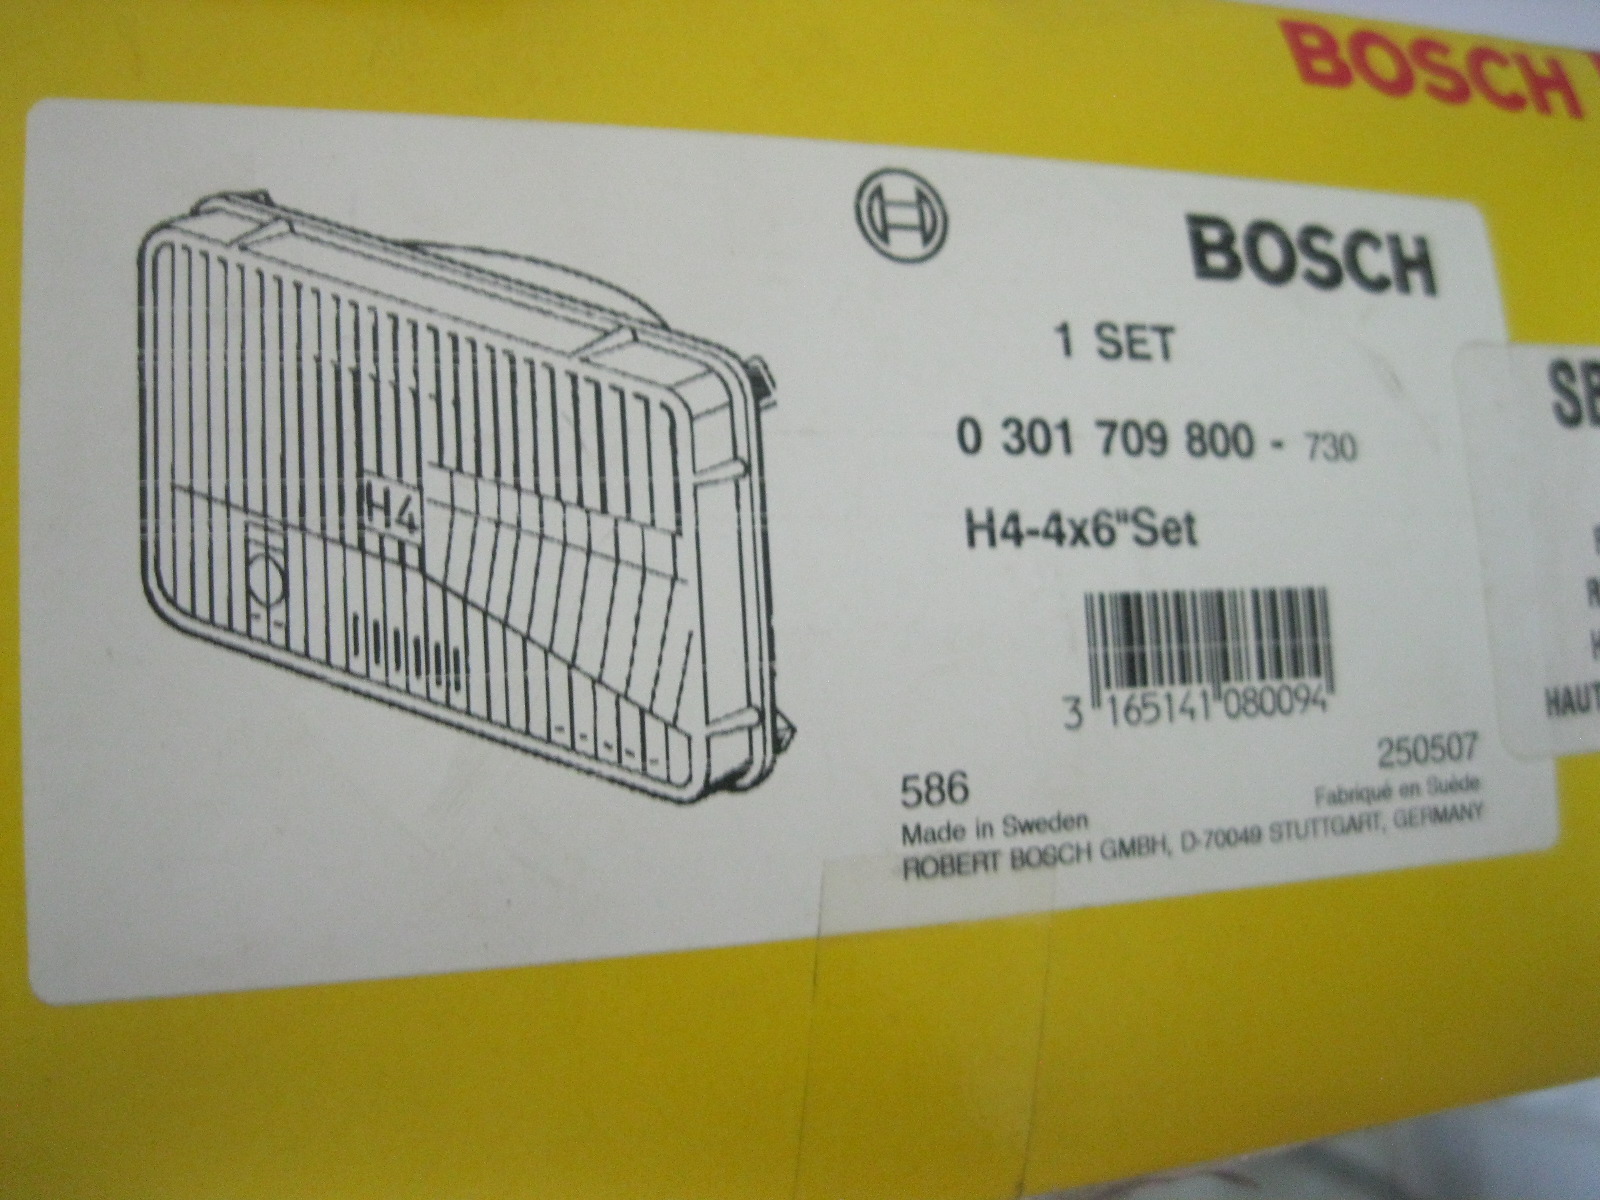 BOSCH
BOSCH
1 SET
0 301 709 800 - 730
H4-4x6"Set
H4
3 165141 080094
586
250507
Made in Sweden
Fabriqué en Suède
ROBERT BOSCH GMBH, D-70049 STUTTGART, GERMANY
HAUT